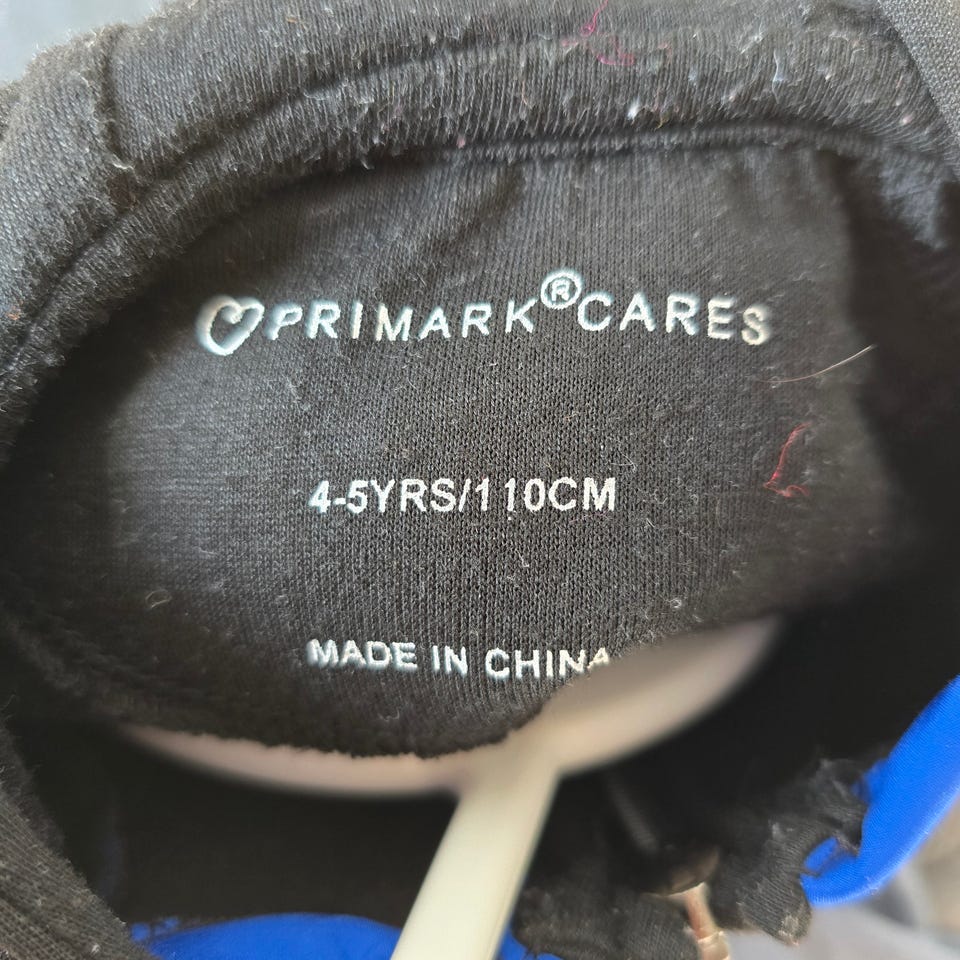 PRIMARK® CARES
4-5YRS/110CM
MADE IN CHINA